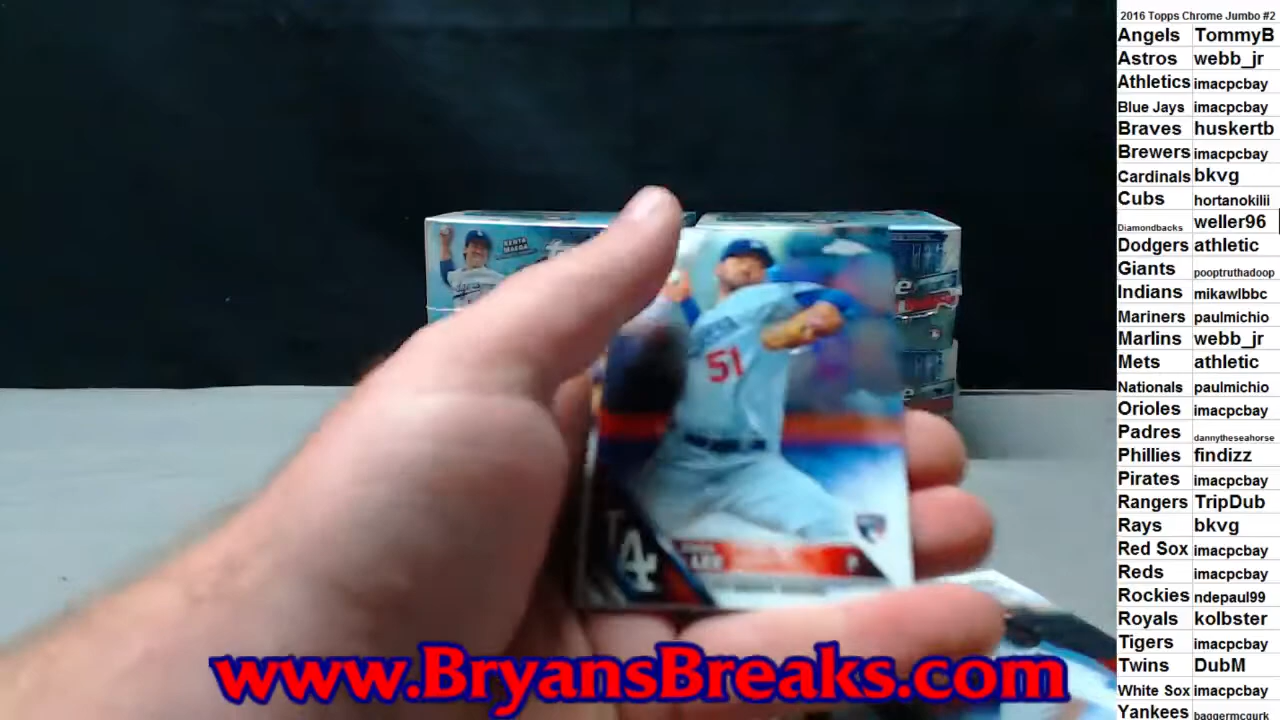 2016 Topps Chrome Jumbo #2
Angels TommyB
Astros webb_jr
Athletics imacpcbay
Blue Jays imacpcbay
Braves huskertb
Brewers imacpcbay
Cardinals bkvg
Cubs hortanokilii
Diamondbacks weller96
Dodgers athletic
Giants pooptruthadoop
Indians mikawlbbc
Mariners paulmichio
Marlins webb_jr
Mets athletic
Nationals paulmichio
Orioles imacpcbay
Padres dannytheseahorse
Phillies findizz
Pirates imacpcbay
Rangers TripDub
Rays bkvg
Red Sox imacpcbay
Reds imacpcbay
Rockies ndepaul99
Royals kolbster
Tigers imacpcbay
Twins DubM
White Sox imacpcbay
Yankees baggermcgurk
KENTA
MAEDA
51
LA
LEE
P
www.BryansBreaks.com